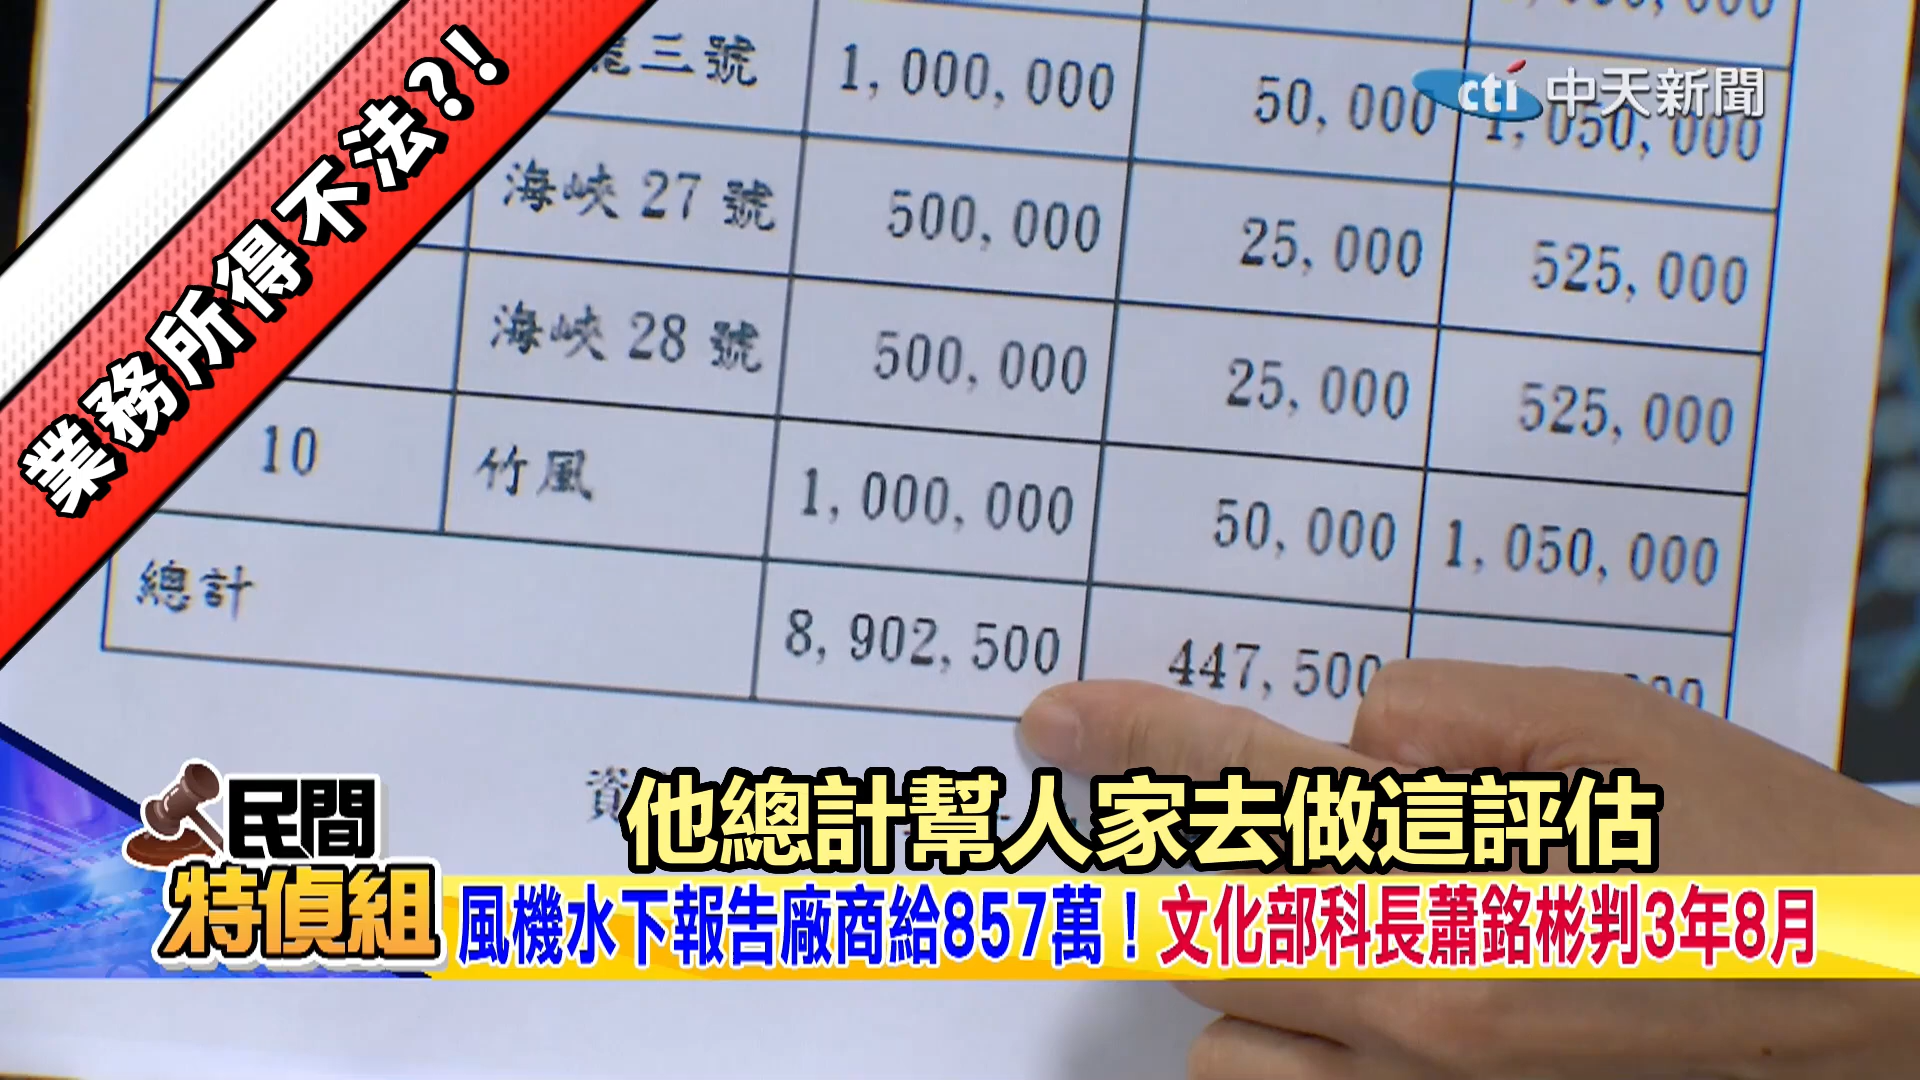 業務所得不法?!
cti 中天新聞
三號 1,000,000 50,000 1,050,000
海峽 27 號 500,000 25,000 525,000
海峽 28 號 500,000 25,000 525,000
10 竹風 1,000,000 50,000 1,050,000
總計 8,902,500 447,500
資
他總計幫人家去做這評估
民間
特偵組
風機水下報告廠商給857萬！文化部科長蕭銘彬判3年8月